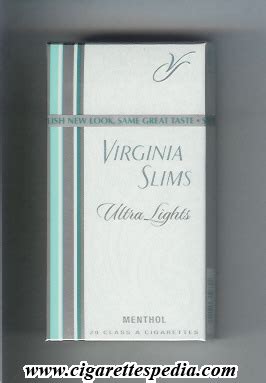 VS
ISH NEW LOOK, SAME GREAT TASTE • S
VIRGINIA
SLIMS
Ultra Lights
MENTHOL
20 CLASS A CIGARETTES
www.cigarettespedia.com